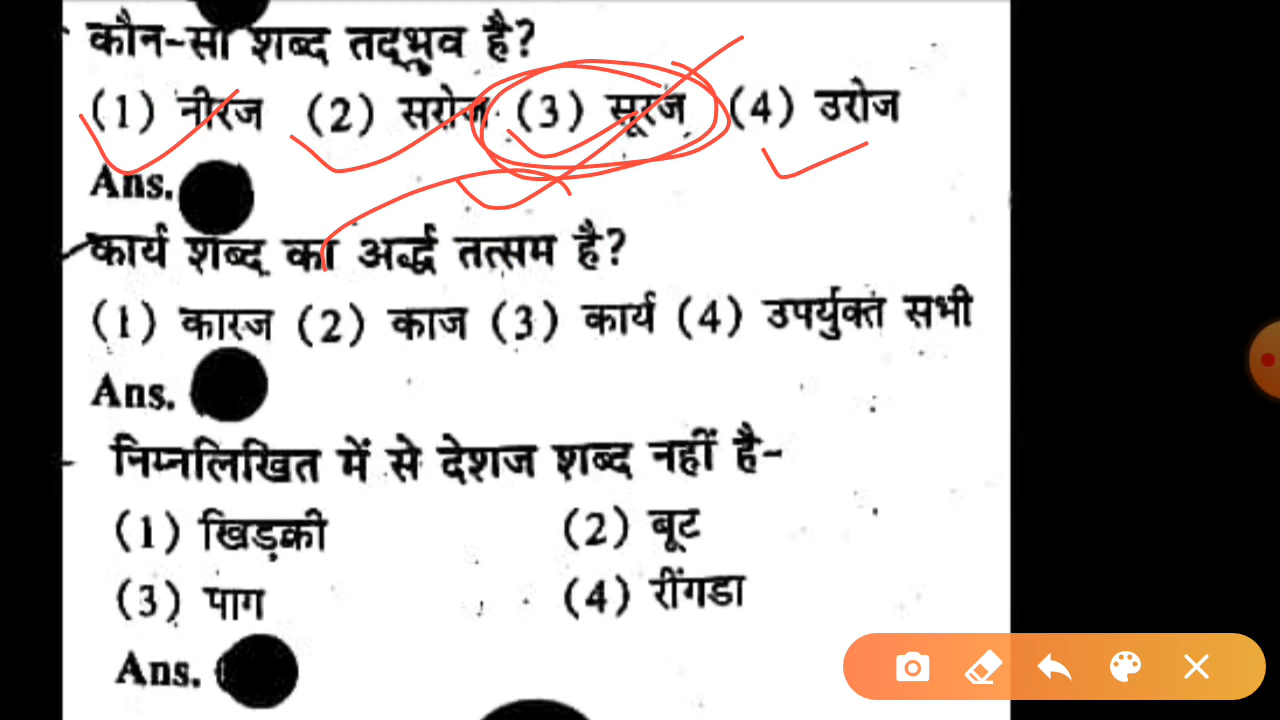 कौन-सा शब्द तद्भुव है?
(1) नीरज (2) सरोज (3) सूरज (4) उरोज
Ans.
कार्य शब्द का अर्द्ध तत्सम है?
(1) कारज (2) काज (3) कार्य (4) उपर्युक्त सभी
Ans.
निम्नलिखित में से देशज शब्द नहीं है-
(1) खिड़की (2) बूट
(3) पाग (4) रींगडा
Ans.